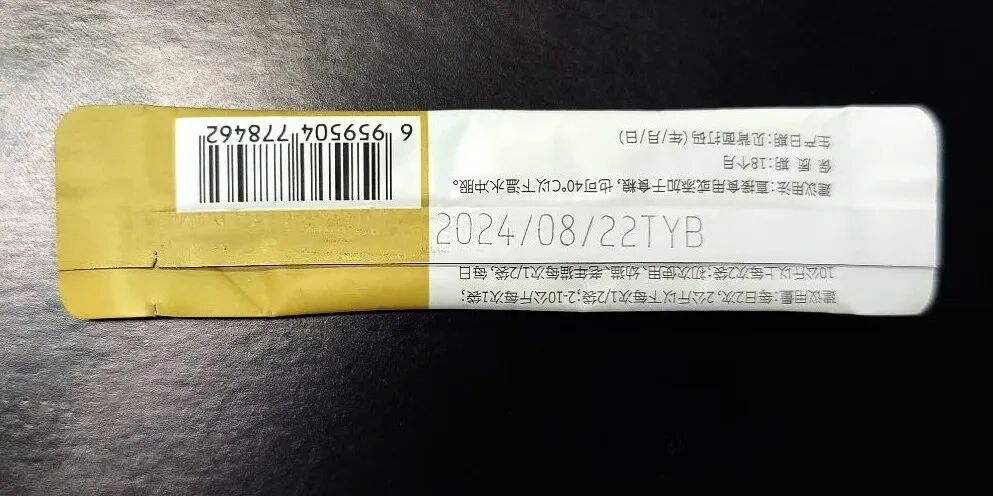 建议用量：每日2次，2公斤以下每次1/2袋；2-10公斤每次1袋；
10公斤以上每次2袋；初次使用、幼猫、老年猫每次1/2袋，每日
2024/08/22TYB
建议用法：直接食用或添加于食粮，也可40°C以下温水冲服。
保 质 期：18个月
生产日期：见背面打码（年/月/日）
6 959504 778462